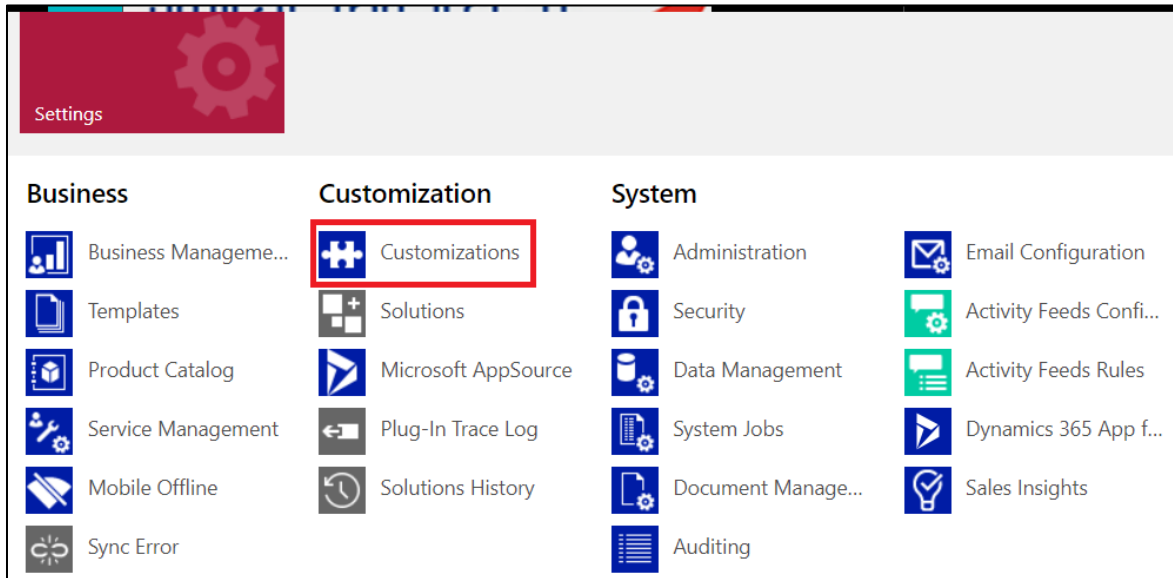 Settings
Business
Business Manageme...
Templates
Product Catalog
Service Management
Mobile Offline
Sync Error
Customization
Customizations
Solutions
Microsoft AppSource
Plug-In Trace Log
Solutions History
System
Administration
Security
Data Management
System Jobs
Document Manage...
Auditing
Email Configuration
Activity Feeds Confi...
Activity Feeds Rules
Dynamics 365 App f...
Sales Insights